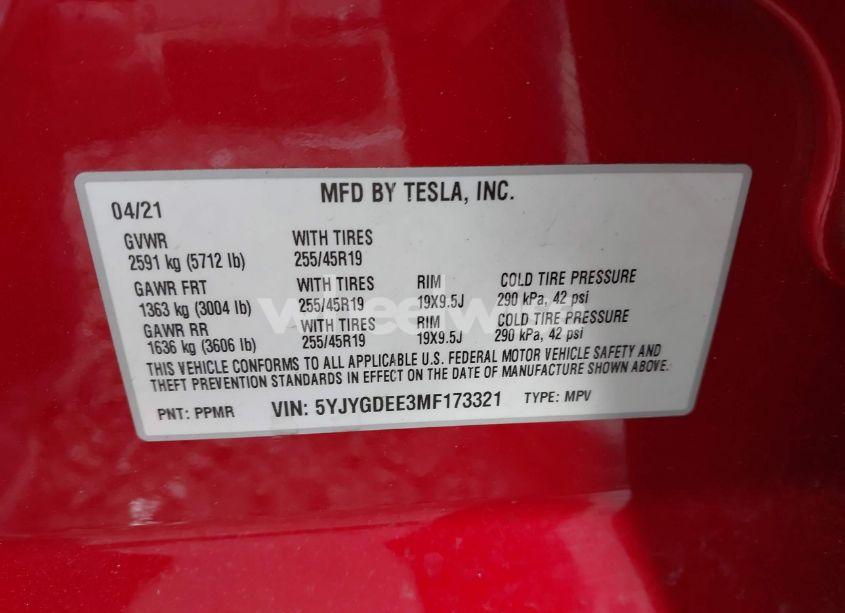 MFD BY TESLA, INC.
04/21
GVWR WITH TIRES
2591 kg (5712 lb) 255/45R19
GAWR FRT WITH TIRES RIM COLD TIRE PRESSURE
1363 kg (3004 lb) 255/45R19 19X9.5J 290 kPa, 42 psi
GAWR RR WITH TIRES RIM COLD TIRE PRESSURE
1636 kg (3606 lb) 255/45R19 19X9.5J 290 kPa, 42 psi
THIS VEHICLE CONFORMS TO ALL APPLICABLE U.S. FEDERAL MOTOR VEHICLE SAFETY AND
THEFT PREVENTION STANDARDS IN EFFECT ON THE DATE OF MANUFACTURE SHOWN ABOVE.
PNT: PPMR VIN: 5YJYGDEE3MF173321 TYPE: MPV